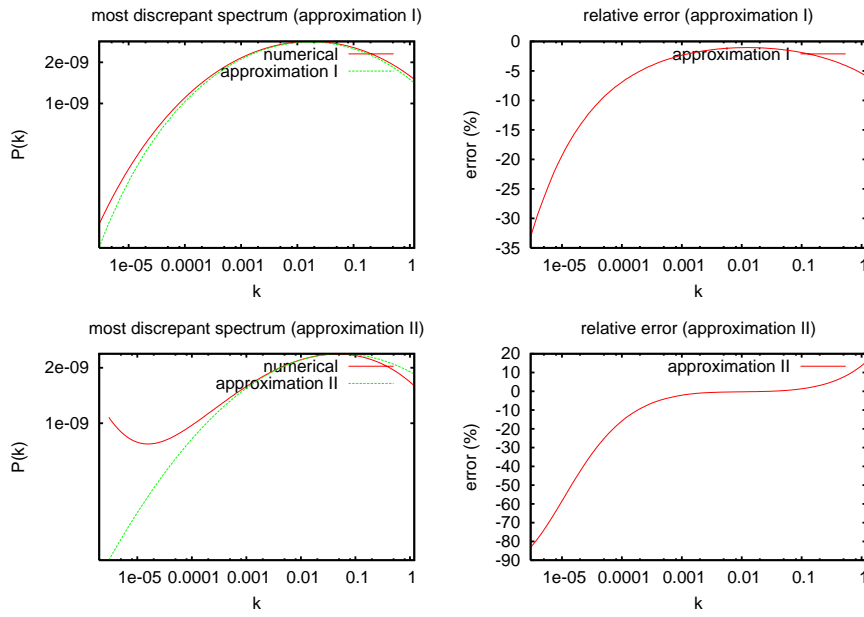 most discrepant spectrum (approximation I)
P(k)
2e-09
1e-09
numerical
approximation I
1e-05 0.0001 0.001 0.01 0.1 1
k
relative error (approximation I)
error (%)
0
-5
-10
-15
-20
-25
-30
-35
approximation I
1e-05 0.0001 0.001 0.01 0.1 1
k
most discrepant spectrum (approximation II)
P(k)
2e-09
1e-09
numerical
approximation II
1e-05 0.0001 0.001 0.01 0.1 1
k
relative error (approximation II)
error (%)
20
10
0
-10
-20
-30
-40
-50
-60
-70
-80
-90
approximation II
1e-05 0.0001 0.001 0.01 0.1 1
k